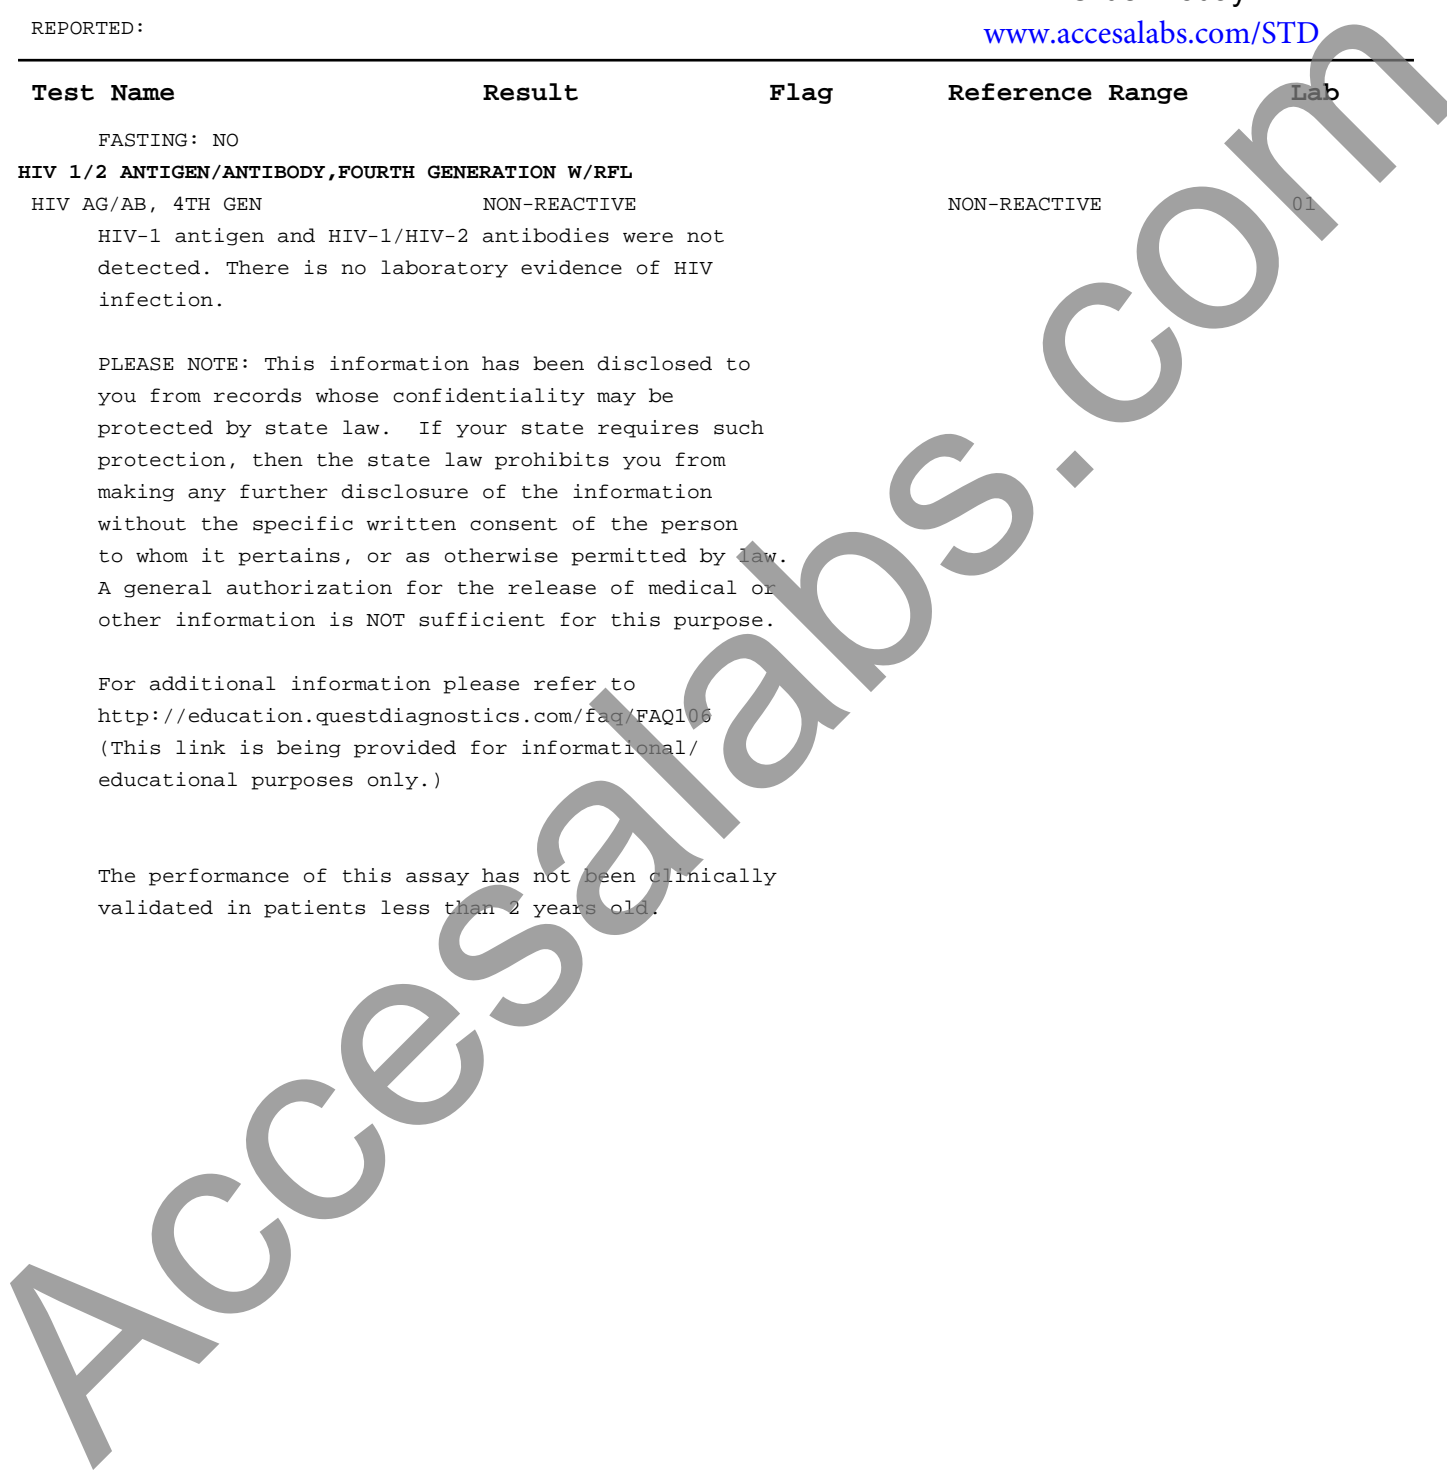 REPORTED:
www.accesalabs.com/STD
Test Name Result Flag Reference Range Lab
FASTING: NO
HIV 1/2 ANTIGEN/ANTIBODY,FOURTH GENERATION W/RFL
HIV AG/AB, 4TH GEN NON-REACTIVE NON-REACTIVE 01
HIV-1 antigen and HIV-1/HIV-2 antibodies were not
detected. There is no laboratory evidence of HIV
infection.
PLEASE NOTE: This information has been disclosed to
you from records whose confidentiality may be
protected by state law. If your state requires such
protection, then the state law prohibits you from
making any further disclosure of the information
without the specific written consent of the person
to whom it pertains, or as otherwise permitted by law.
A general authorization for the release of medical or
other information is NOT sufficient for this purpose.
For additional information please refer to
http://education.questdiagnostics.com/faq/FAQ106
(This link is being provided for informational/
educational purposes only.)
The performance of this assay has not been clinically
validated in patients less than 2 years old.
Accesalabs.com